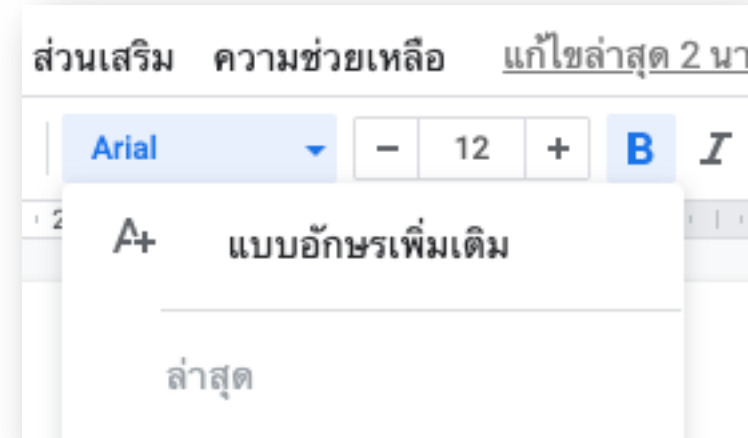 ส่วนเสริม ความช่วยเหลือ แก้ไขล่าสุด 2
Arial − 12 + B I
2
แบบอักษรเพิ่มเติม
ล่าสุด